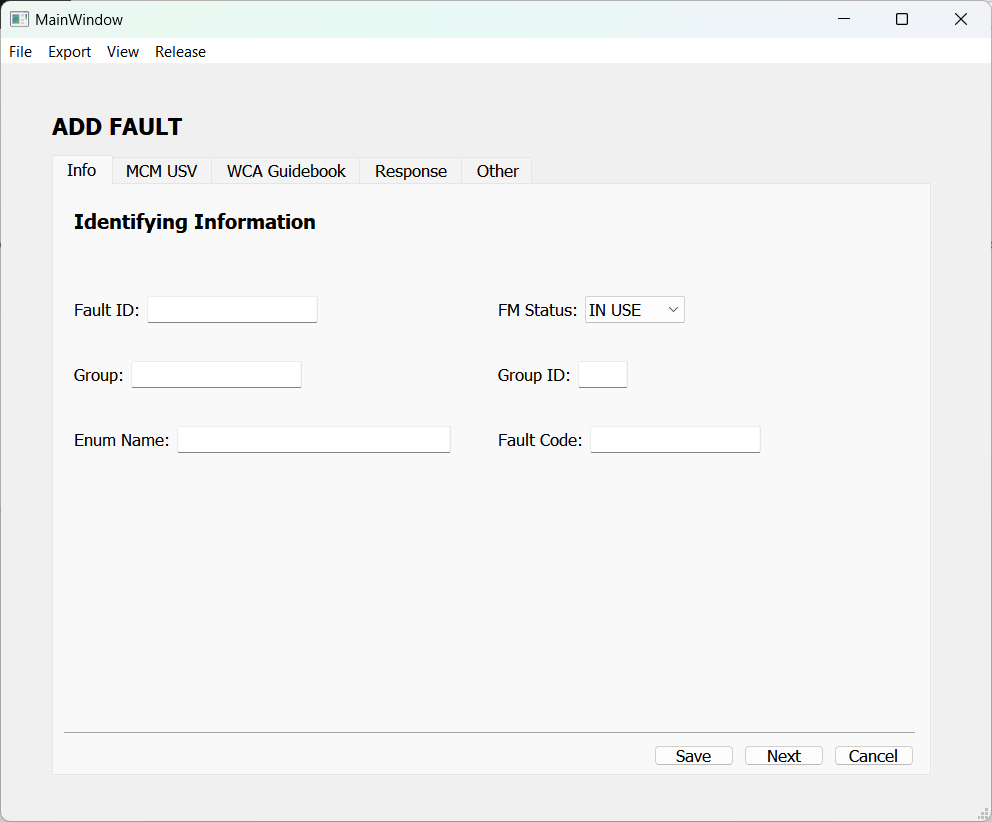 MainWindow
File Export View Release
ADD FAULT
Info MCM USV WCA Guidebook Response Other
Identifying Information
Fault ID: FM Status: IN USE
Group: Group ID:
Enum Name: Fault Code:
Save Next Cancel